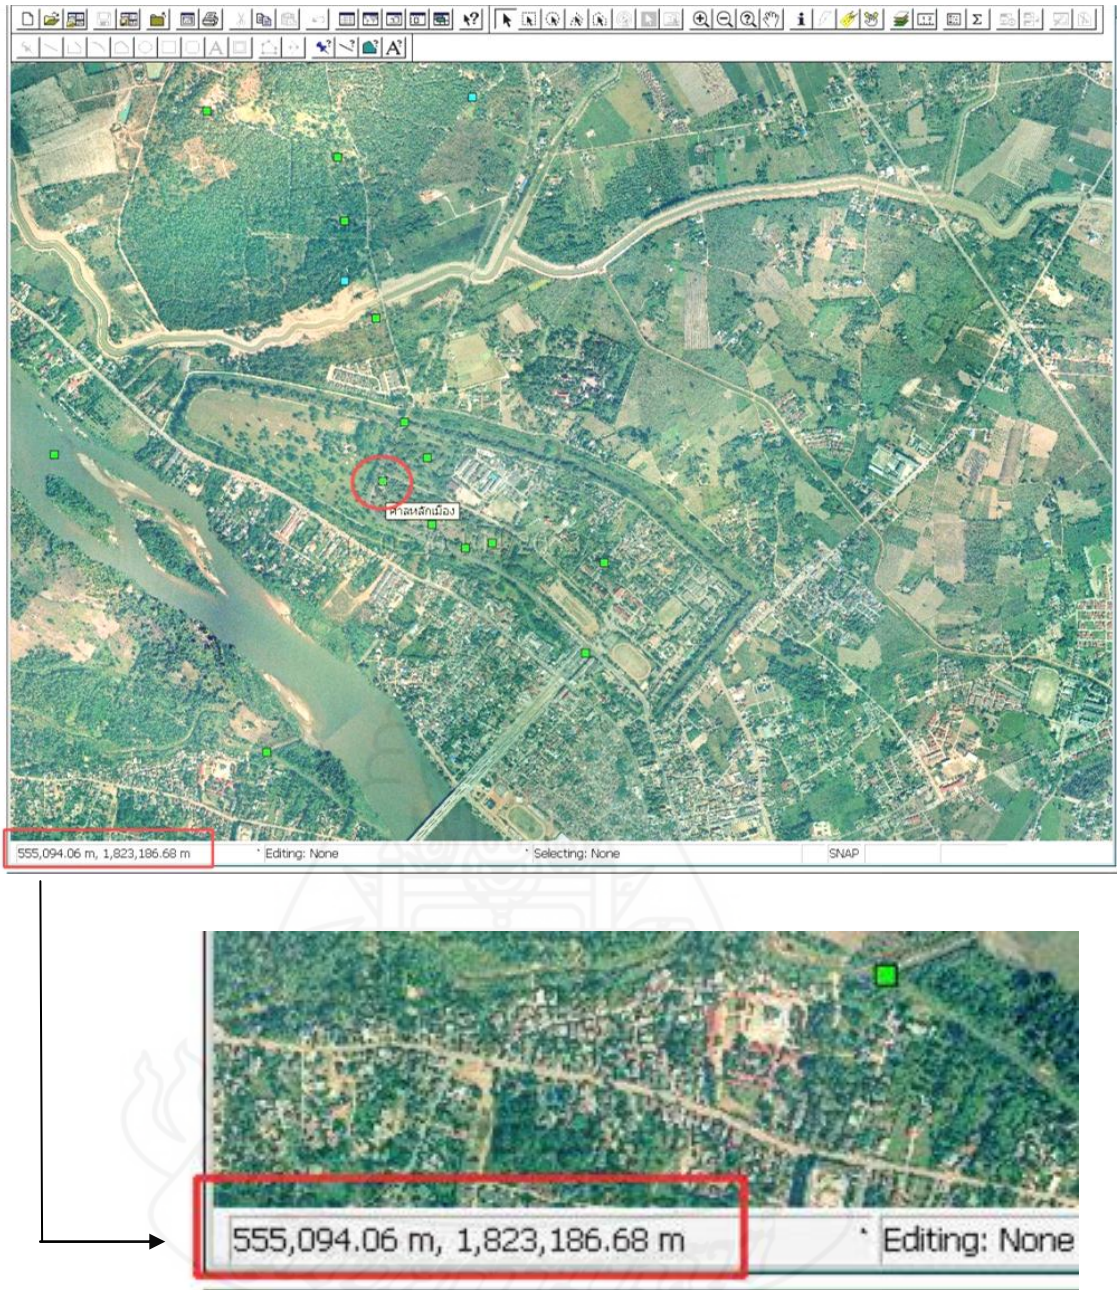 ศาลหลักเมือง
555,094.06 m, 1,823,186.68 m Editing: None Selecting: None SNAP
555,094.06 m, 1,823,186.68 m Editing: None